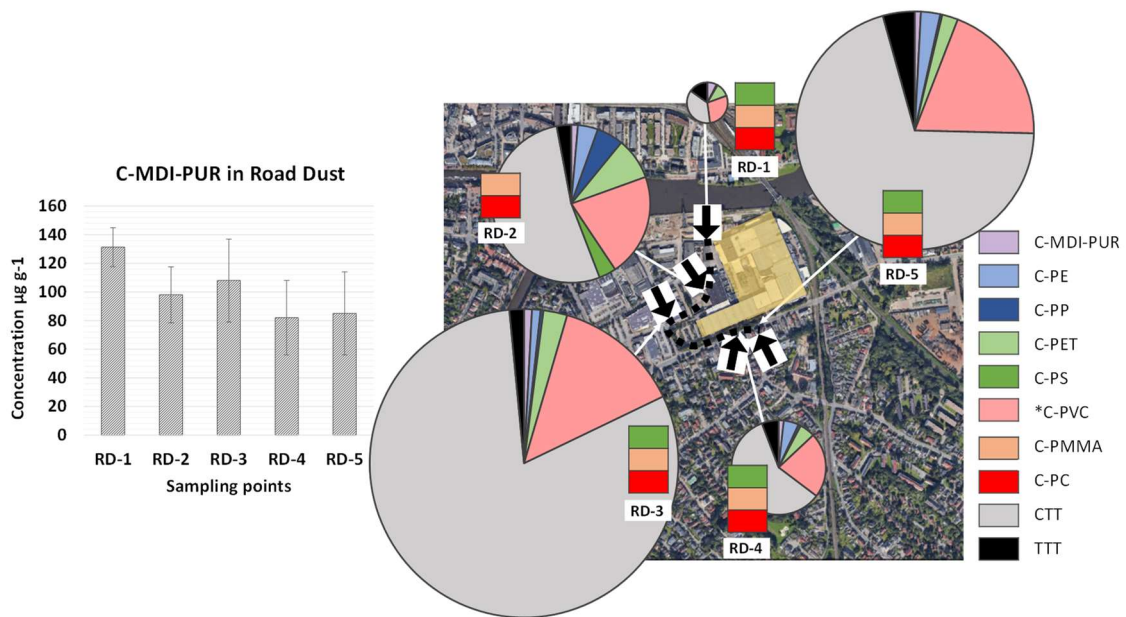 C-MDI-PUR in Road Dust
Concentration µg g-1
160
140
120
100
80
60
40
20
0
RD-1 RD-2 RD-3 RD-4 RD-5
Sampling points
RD-1
RD-2
RD-5
RD-3
RD-4
C-MDI-PUR
C-PE
C-PP
C-PET
C-PS
*C-PVC
C-PMMA
C-PC
CTT
TTT